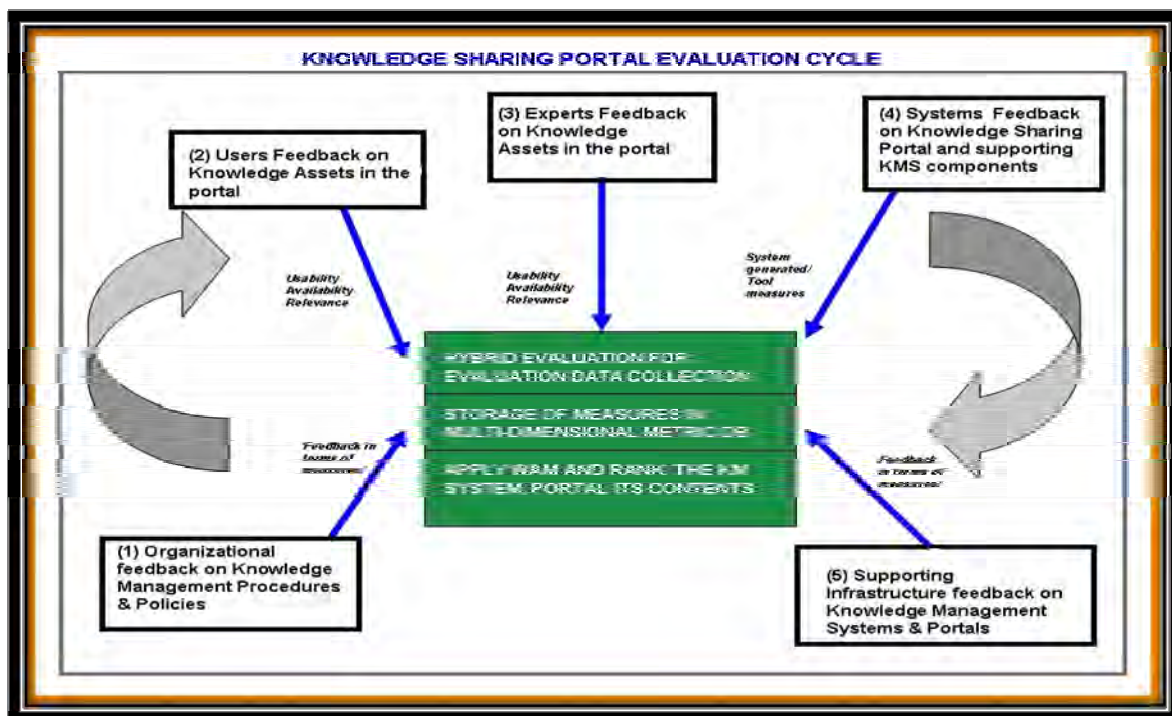 KNOWLEDGE SHARING PORTAL EVALUATION CYCLE
(3) Experts Feedback
on Knowledge
Assets in the portal
(4) Systems Feedback
on Knowledge Sharing
Portal and supporting
KMS components
(2) Users Feedback on
Knowledge Assets in the
portal
Usability
Availability
Relevance
Usability
Availability
Relevance
System
generated/
Tool
measures
HYBRID EVALUATION FOR
EVALUATION DATA COLLECTION
STORAGE OF MEASURES IN
MULTI-DIMENSIONAL METRIC DB
APPLY WAM AND RANK THE KM
SYSTEM, PORTAL ITS CONTENTS
Feedback in
terms of
measures/
Feedback
in terms of
measures/
(1) Organizational
feedback on Knowledge
Management Procedures
& Policies
(5) Supporting
Infrastructure feedback on
Knowledge Management
Systems & Portals